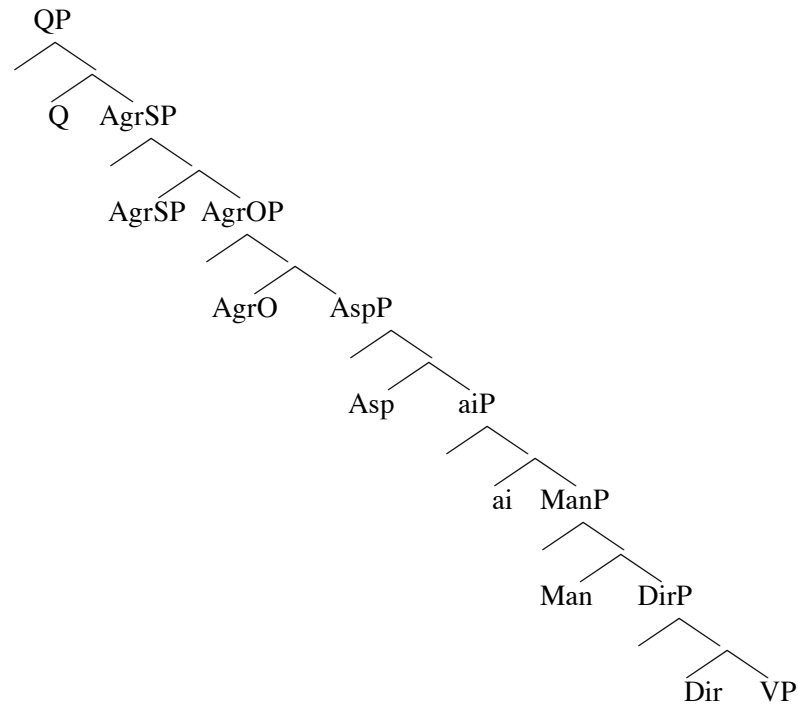 QP
Q AgrSP
AgrSP AgrOP
AgrO AspP
Asp aiP
ai ManP
Man DirP
Dir VP